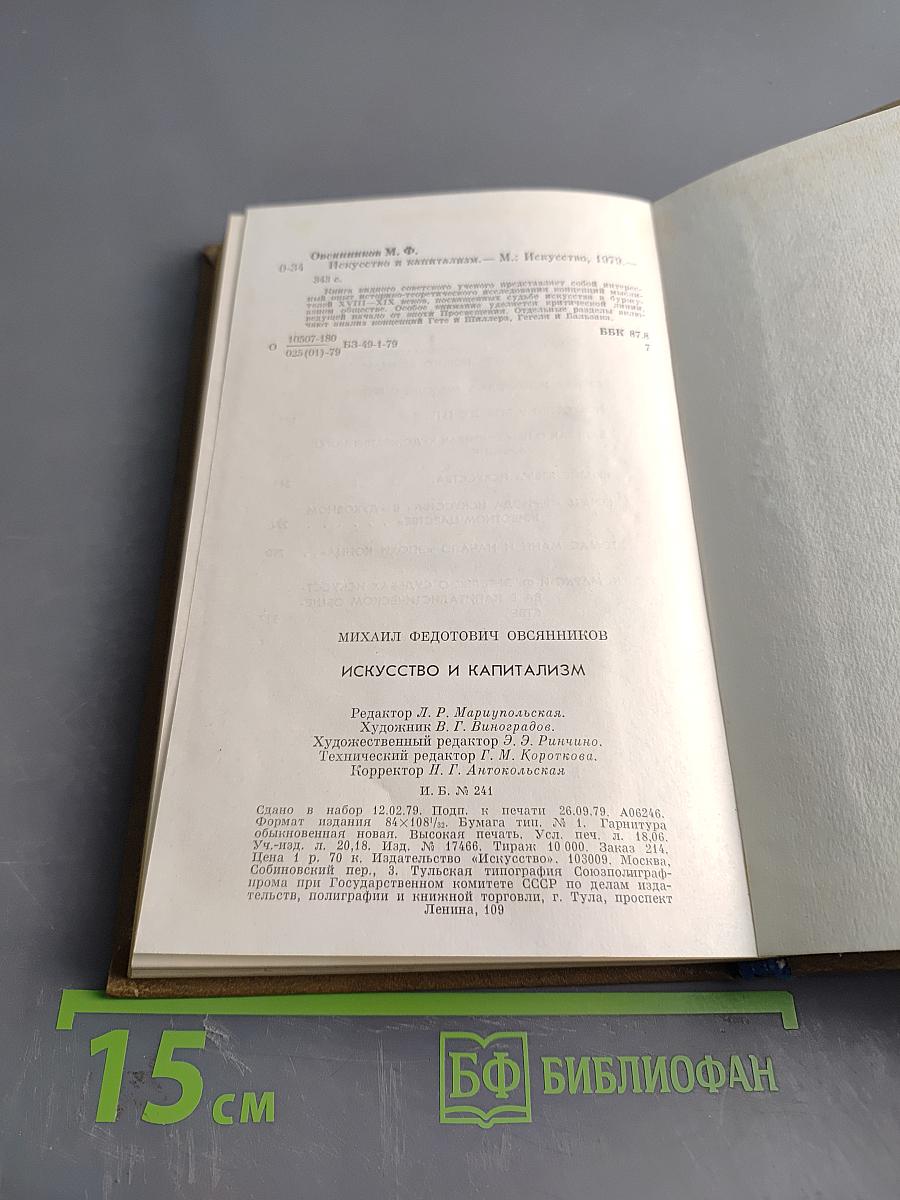 Овсянников М. Ф.
0-34 Искусство и капитализм.— М.: Искусство, 1979.—
343 с.
Книга видного советского ученого представляет собой интерес-
ный опыт историко-теоретического исследования концепций мысли-
телей XVIII—XIX веков, посвященных судьбе искусства в буржу-
азном обществе. Особое внимание уделяется критической линии,
ведущей начало от эпохи Просвещения. Отдельные разделы вклю-
чают анализ концепций Гете и Шиллера, Гегеля и Бальзака.
О 10507-180
025(01)-79 БЗ-49-1-79
ББК 87.8
7
МИХАИЛ ФЕДОТОВИЧ ОВСЯННИКОВ
ИСКУССТВО И КАПИТАЛИЗМ
Редактор Л. Р. Мариупольская.
Художник В. Г. Виноградов.
Художественный редактор Э. Э. Ринчино.
Технический редактор Г. М. Короткова.
Корректор Н. Г. Антокольская
И. Б. № 241
Сдано в набор 12.02.79. Подп. к печати 26.09.79. А06246.
Формат издания 84×108¹/₃₂. Бумага тип. № 1. Гарнитура
обыкновенная новая. Высокая печать. Усл. печ. л. 18,06.
Уч.-изд. л. 20,18. Изд. № 17466. Тираж 10 000. Заказ 214.
Цена 1 р. 70 к. Издательство «Искусство». 103009. Москва,
Собиновский пер., 3. Тульская типография Союзполиграф-
прома при Государственном комитете СССР по делам изда-
тельств, полиграфии и книжной торговли, г. Тула, проспект
Ленина, 109
15 см
БФ БИБЛИОФАН